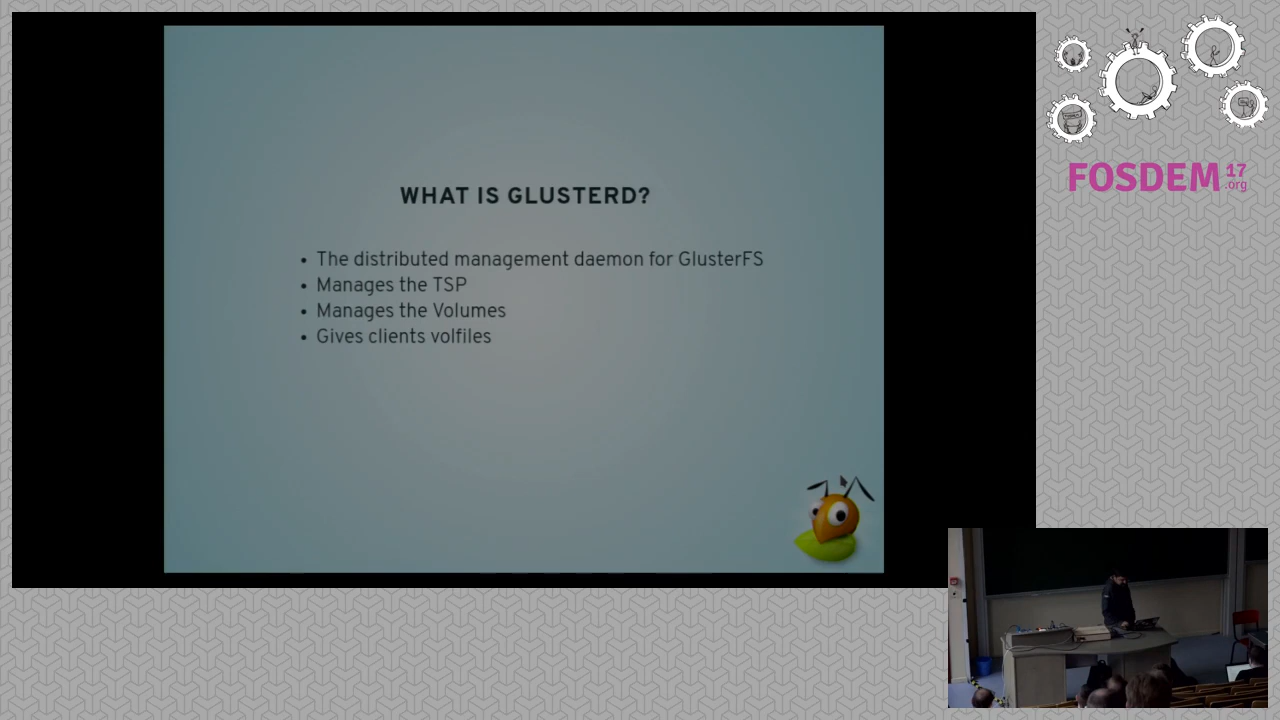 WHAT IS GLUSTERD?
• The distributed management daemon for GlusterFS
• Manages the TSP
• Manages the Volumes
• Gives clients volfiles
FOSDEM 17 .org